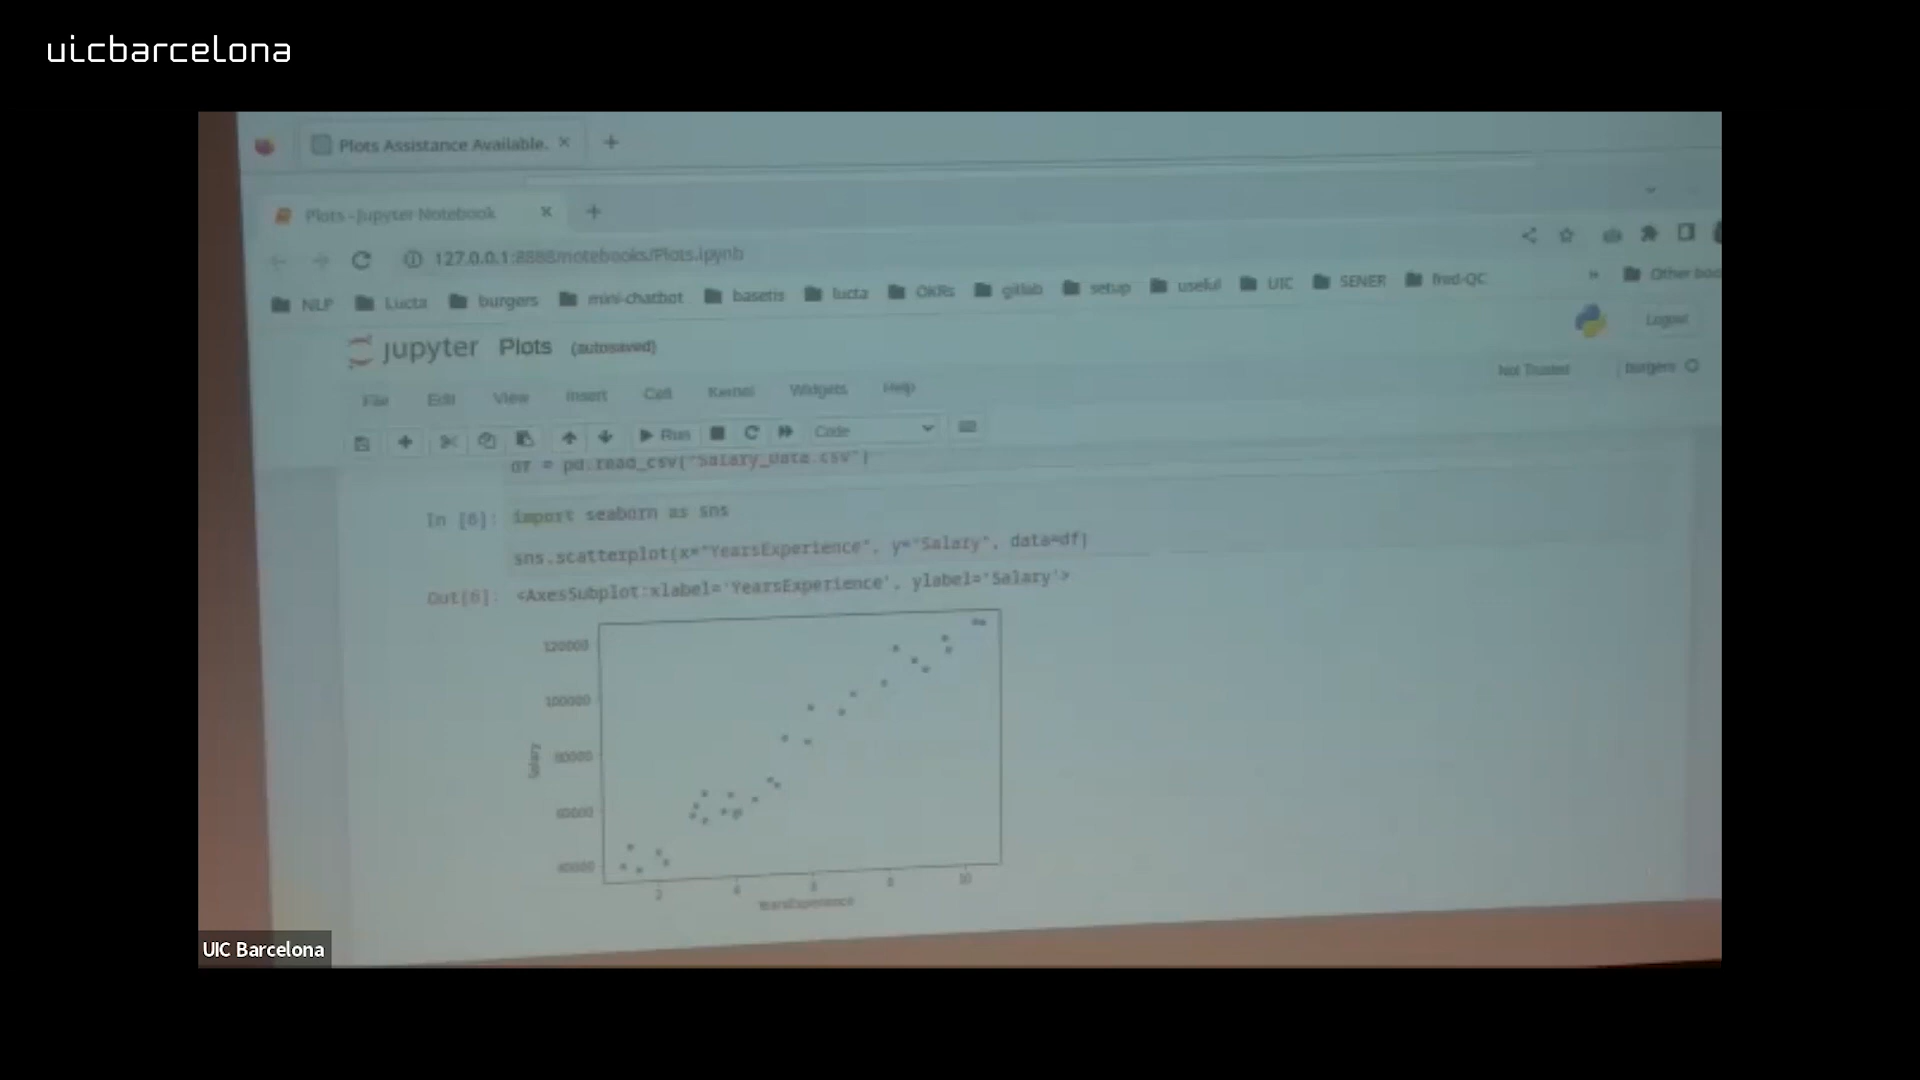 uicbarcelona
Plots Assistance Available.
Plots - Jupyter Notebook
127.0.0.1:8888/notebooks/Plots.ipynb
NLP Lucta burgers mini-chatbot basetis lucta OKRs gitlab setup useful UIC SENER fred-QC Other boo
jupyter Plots (autosaved) Logout
File Edit View Insert Cell Kernel Widgets Help Not Trusted burgers
Run Code
df = pd.read_csv("Salary_Data.csv")
In [6]: import seaborn as sns
sns.scatterplot(x="YearsExperience", y="Salary", data=df)
Out[6]: <AxesSubplot:xlabel='YearsExperience', ylabel='Salary'>
120000
100000
80000
60000
40000
Salary
2 4 6 8 10
YearsExperience
UIC Barcelona